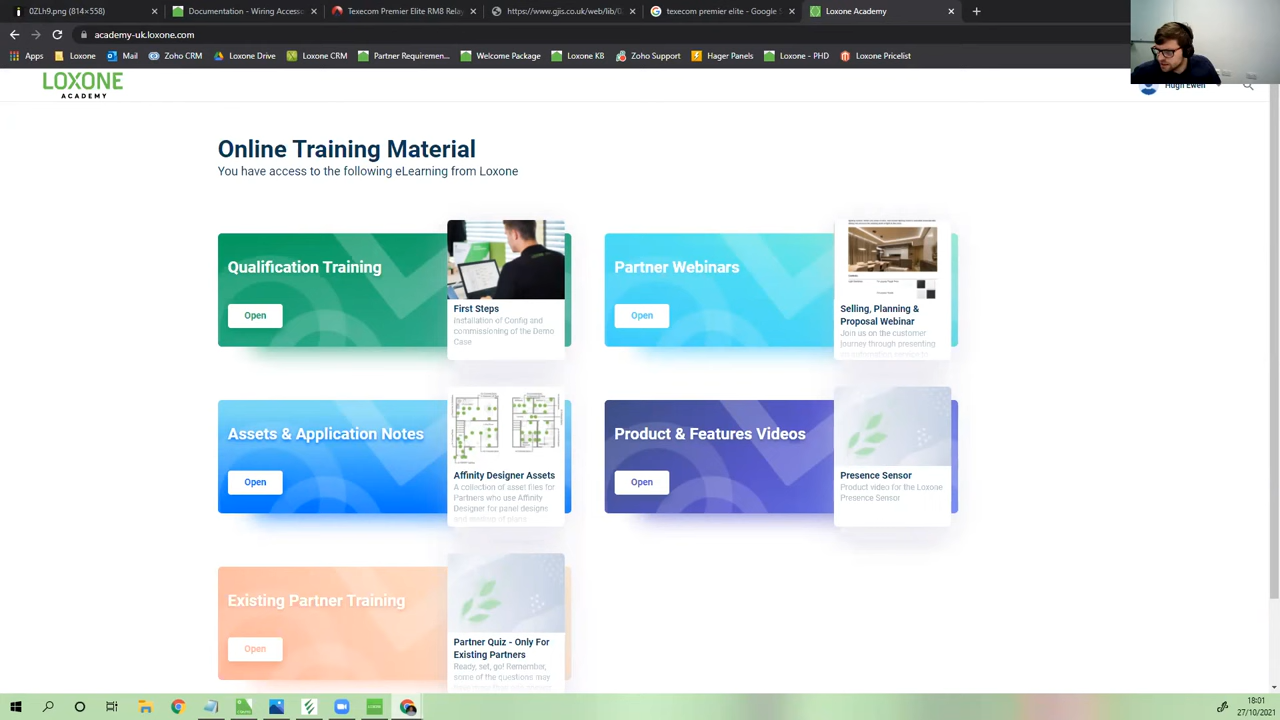 0ZLh9.png (814×558)
LOXONE - Wiring Access
Texecom Premier Elite RMB Relay
https://www.gjis.co.uk/web/lib/
texecom premier elite - Google
Loxone Academy
academy-uk.loxone.com
Apps
Loxone
Mail
Zoho CRM
Google Drive
Loxone CRM
Partner Requiremen...
Welcome Package
Loxone KB
Zoho Support
Hager Panels
Loxone - PHD
Loxone Pricelist
LOXONE
ACADEMY
Hugh Ewen
Online Training Material
You have access to the following eLearning from Loxone
Qualification Training
Open
First Steps
Installation of Config and
commissioning of the Demo
Case
Partner Webinars
Open
Selling, Planning &
Proposal Webinar
Join us on the customer
journey through presenting
Assets & Application Notes
Open
Affinity Designer Assets
A collection of asset files for
Partners who use Affinity
Designer for panel designs
and markup of plans
Product & Features Videos
Open
Presence Sensor
Product video for the Loxone
Presence Sensor
Existing Partner Training
Open
Partner Quiz - Only For
Existing Partners
Ready, set, go! Remember,
some of the questions may
18:01
27/10/2021